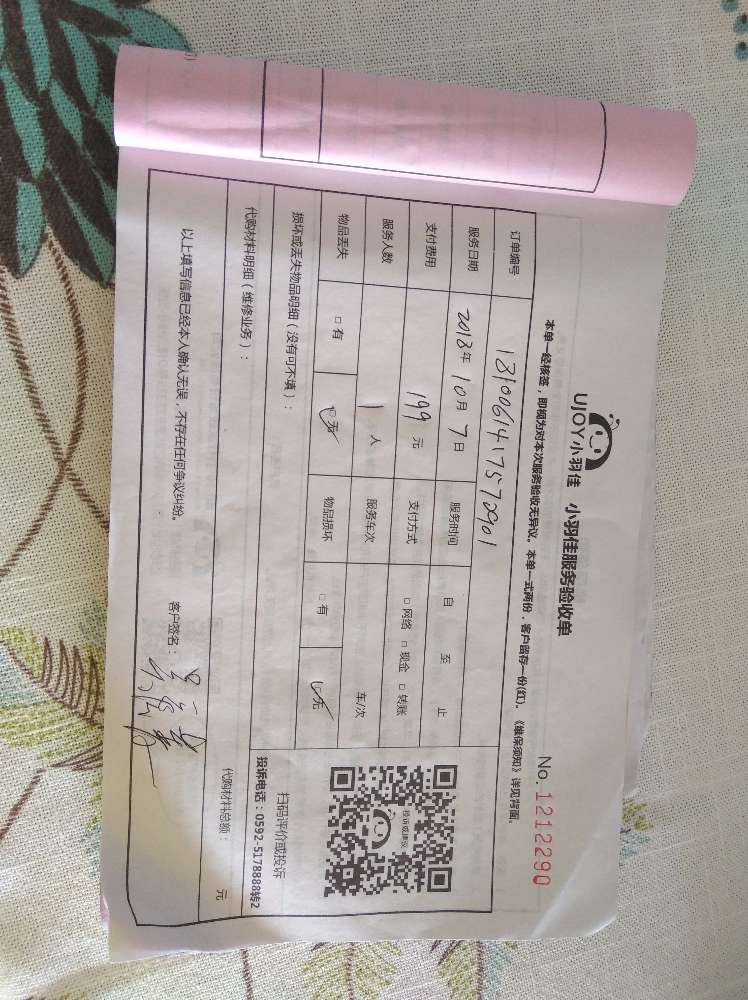 UJOY小羽佳 小羽佳服务验收单
No. 1212290
本单一经核签，即视为对本次服务验收无异议。本单一式两份，客户留存一份(红)。《维保须知》详见背面。
订单编号 1810061417572901
服务日期 2018年 10月 7日 服务时间 自 至 止
支付费用 199 元 支付方式 □ 网络 □ 现金 □ 转账
服务人数 1 人 服务车次 车/次
物品丢失 □ 有 □ 无 物品损坏 □ 有 □ 无
损坏或丢失物品明细（没有可不填）：
投诉或建议
扫码评价或投诉
投诉电话：0592-5178888转2
代购材料明细（维修业务）：
代购材料总额： 元
以上填写信息已经本人确认无误，不存在任何争议纠纷。 客户签名：